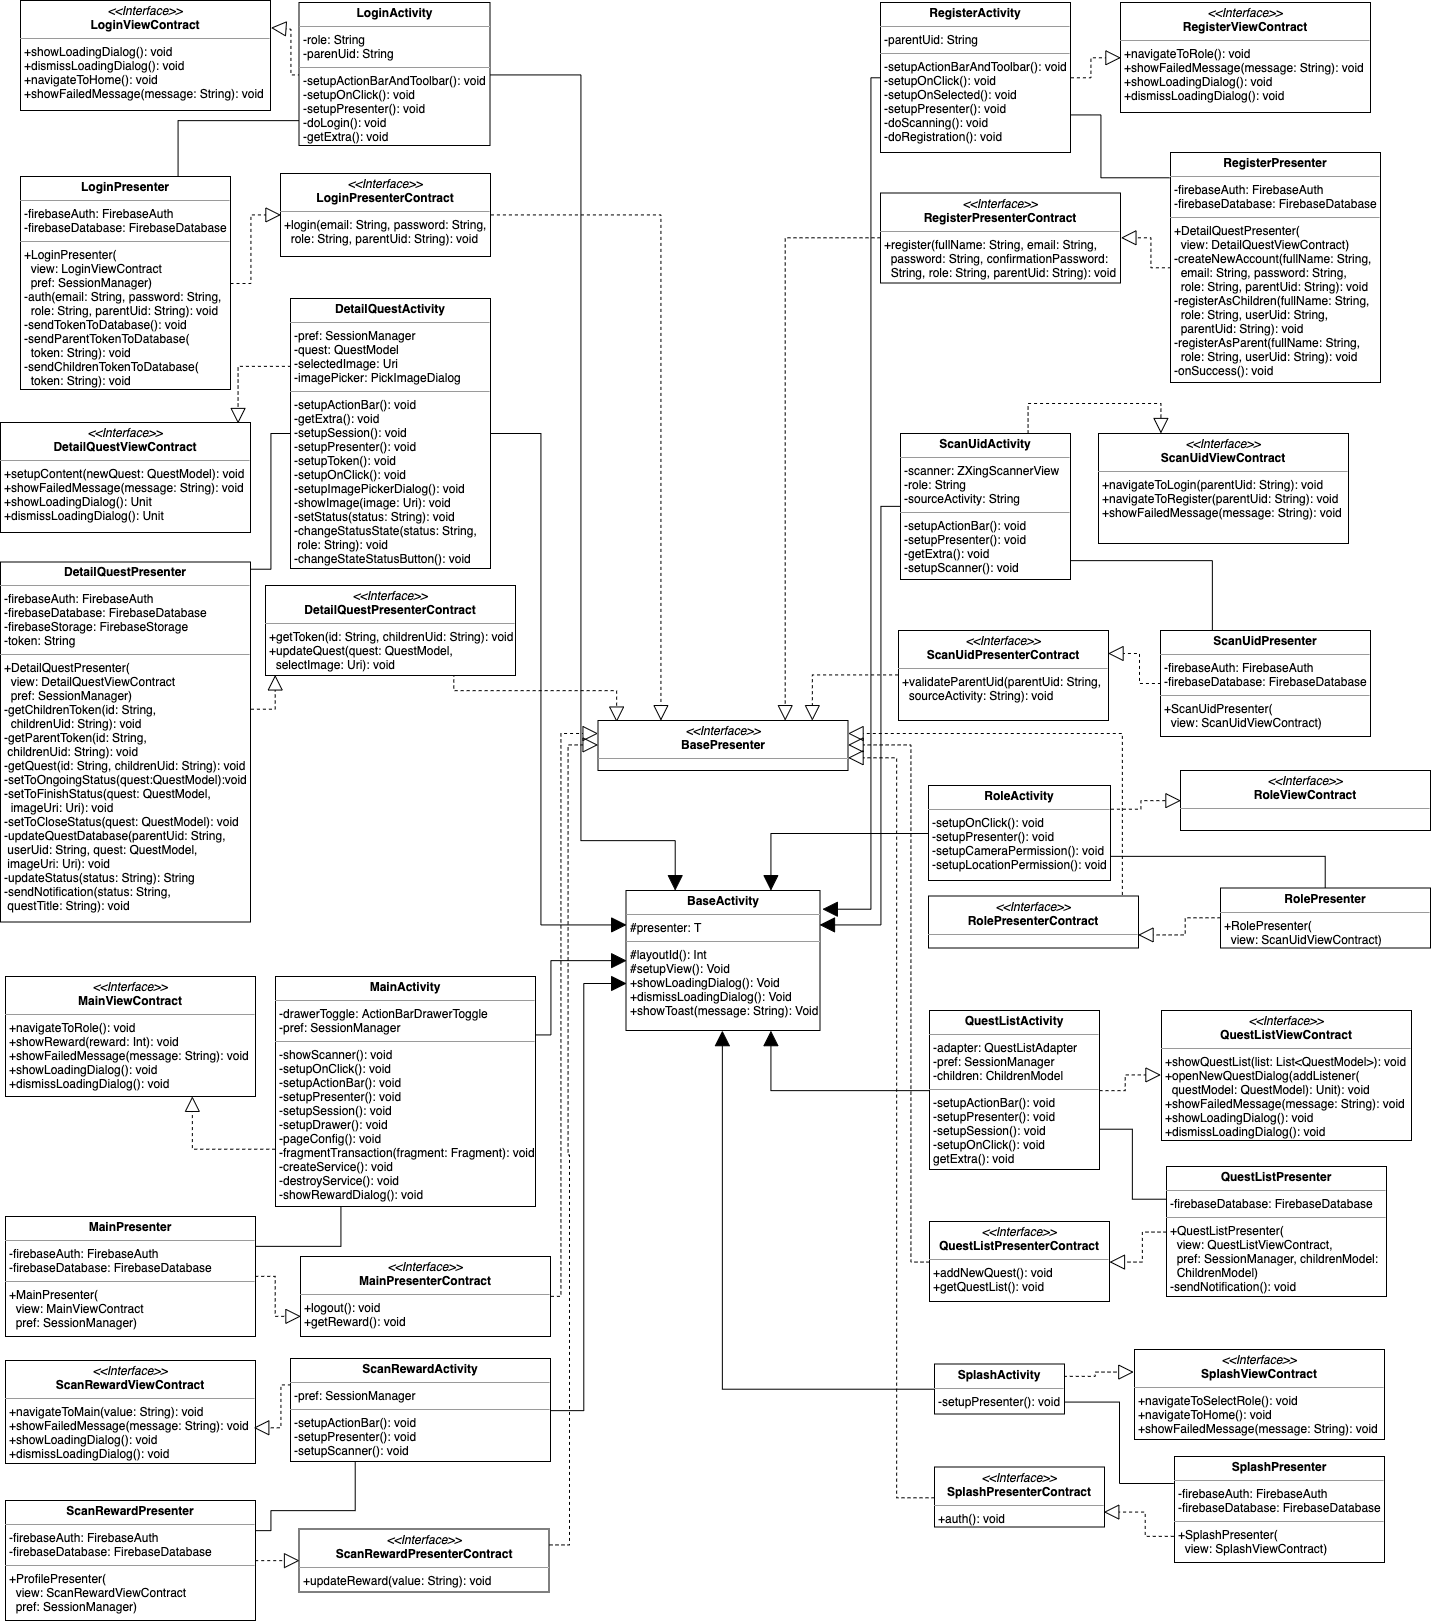 <<Interface>>
LoginViewContract
+showLoadingDialog(): void
+dismissLoadingDialog(): void
+navigateToHome(): void
+showFailedMessage(message: String): void
LoginActivity
-role: String
-parenUid: String
-setupActionBarAndToolbar(): void
-setupOnClick(): void
-setupPresenter(): void
-doLogin(): void
-getExtra(): void
RegisterActivity
-parentUid: String
-setupActionBarAndToolbar(): void
-setupOnClick(): void
-setupOnSelected(): void
-setupPresenter(): void
-doScanning(): void
-doRegistration(): void
<<Interface>>
RegisterViewContract
+navigateToRole(): void
+showFailedMessage(message: String): void
+showLoadingDialog(): void
+dismissLoadingDialog(): void
LoginPresenter
-firebaseAuth: FirebaseAuth
-firebaseDatabase: FirebaseDatabase
+LoginPresenter(
view: LoginViewContract
pref: SessionManager)
-auth(email: String, password: String,
role: String, parentUid: String): void
-sendTokenToDatabase(): void
-sendParentTokenToDatabase(
token: String): void
-sendChildrenTokenToDatabase(
token: String): void
<<Interface>>
LoginPresenterContract
+login(email: String, password: String,
role: String, parentUid: String): void
<<Interface>>
RegisterPresenterContract
+register(fullName: String, email: String,
password: String, confirmationPassword:
String, role: String, parentUid: String): void
RegisterPresenter
-firebaseAuth: FirebaseAuth
-firebaseDatabase: FirebaseDatabase
+DetailQuestPresenter(
view: DetailQuestViewContract)
-createNewAccount(fullName: String,
email: String, password: String,
role: String, parentUid: String): void
-registerAsChildren(fullName: String,
role: String, userUid: String,
parentUid: String): void
-registerAsParent(fullName: String,
role: String, userUid: String): void
-onSuccess(): void
DetailQuestActivity
-pref: SessionManager
-quest: QuestModel
-selectedImage: Uri
-imagePicker: PickImageDialog
-setupActionBar(): void
-getExtra(): void
-setupSession(): void
-setupPresenter(): void
-setupToken(): void
-setupOnClick(): void
-setupImagePickerDialog(): void
-showImage(image: Uri): void
-setStatus(status: String): void
-changeStatusState(status: String,
role: String): void
-changeStateStatusButton(): void
<<Interface>>
DetailQuestViewContract
+setupContent(newQuest: QuestModel): void
+showFailedMessage(message: String): void
+showLoadingDialog(): Unit
+dismissLoadingDialog(): Unit
ScanUidActivity
-scanner: ZXingScannerView
-role: String
-sourceActivity: String
-setupActionBar(): void
-setupPresenter(): void
-getExtra(): void
-setupScanner(): void
<<Interface>>
ScanUidViewContract
+navigateToLogin(parentUid: String): void
+navigateToRegister(parentUid: String): void
+showFailedMessage(message: String): void
DetailQuestPresenter
-firebaseAuth: FirebaseAuth
-firebaseDatabase: FirebaseDatabase
-firebaseStorage: FirebaseStorage
-token: String
+DetailQuestPresenter(
view: DetailQuestViewContract
pref: SessionManager)
-getChildrenToken(id: String,
childrenUid: String): void
-getParentToken(id: String,
childrenUid: String): void
-getQuest(id: String, childrenUid: String): void
-setToOngoingStatus(quest:QuestModel):void
-setToFinishStatus(quest: QuestModel,
imageUri: Uri): void
-setToCloseStatus(quest: QuestModel): void
-updateQuestDatabase(parentUid: String,
userUid: String, quest: QuestModel,
imageUri: Uri): void
-updateStatus(status: String): String
-sendNotification(status: String,
questTitle: String): void
<<Interface>>
DetailQuestPresenterContract
+getToken(id: String, childrenUid: String): void
+updateQuest(quest: QuestModel,
selectImage: Uri): void
<<Interface>>
ScanUidPresenterContract
+validateParentUid(parentUid: String,
sourceActivity: String): void
ScanUidPresenter
-firebaseAuth: FirebaseAuth
-firebaseDatabase: FirebaseDatabase
+ScanUidPresenter(
view: ScanUidViewContract)
<<Interface>>
BasePresenter
RoleActivity
-setupOnClick(): void
-setupPresenter(): void
-setupCameraPermission(): void
-setupLocationPermission(): void
<<Interface>>
RoleViewContract
BaseActivity
#presenter: T
#layoutId(): Int
#setupView(): Void
+showLoadingDialog(): Void
+dismissLoadingDialog(): Void
+showToast(message: String): Void
<<Interface>>
RolePresenterContract
RolePresenter
+RolePresenter(
view: ScanUidViewContract)
<<Interface>>
MainViewContract
+navigateToRole(): void
+showReward(reward: Int): void
+showFailedMessage(message: String): void
+showLoadingDialog(): void
+dismissLoadingDialog(): void
MainActivity
-drawerToggle: ActionBarDrawerToggle
-pref: SessionManager
-showScanner(): void
-setupOnClick(): void
-setupActionBar(): void
-setupPresenter(): void
-setupSession(): void
-setupDrawer(): void
-pageConfig(): void
-fragmentTransaction(fragment: Fragment): void
-createService(): void
-destroyService(): void
-showRewardDialog(): void
QuestListActivity
-adapter: QuestListAdapter
-pref: SessionManager
-children: ChildrenModel
-setupActionBar(): void
-setupPresenter(): void
-setupSession(): void
-setupOnClick(): void
getExtra(): void
<<Interface>>
QuestListViewContract
+showQuestList(list: List<QuestModel>): void
+openNewQuestDialog(addListener(
questModel: QuestModel): Unit): void
+showFailedMessage(message: String): void
+showLoadingDialog(): void
+dismissLoadingDialog(): void
QuestListPresenter
-firebaseDatabase: FirebaseDatabase
+QuestListPresenter(
view: QuestListViewContract,
pref: SessionManager, childrenModel:
ChildrenModel)
-sendNotification(): void
MainPresenter
-firebaseAuth: FirebaseAuth
-firebaseDatabase: FirebaseDatabase
+MainPresenter(
view: MainViewContract
pref: SessionManager)
<<Interface>>
MainPresenterContract
+logout(): void
+getReward(): void
<<Interface>>
QuestListPresenterContract
+addNewQuest(): void
+getQuestList(): void
<<Interface>>
ScanRewardViewContract
+navigateToMain(value: String): void
+showFailedMessage(message: String): void
+showLoadingDialog(): void
+dismissLoadingDialog(): void
ScanRewardActivity
-pref: SessionManager
-setupActionBar(): void
-setupPresenter(): void
-setupScanner(): void
SplashActivity
-setupPresenter(): void
<<Interface>>
SplashViewContract
+navigateToSelectRole(): void
+navigateToHome(): void
+showFailedMessage(message: String): void
<<Interface>>
SplashPresenterContract
+auth(): void
SplashPresenter
-firebaseAuth: FirebaseAuth
-firebaseDatabase: FirebaseDatabase
+SplashPresenter(
view: SplashViewContract)
ScanRewardPresenter
-firebaseAuth: FirebaseAuth
-firebaseDatabase: FirebaseDatabase
+ProfilePresenter(
view: ScanRewardViewContract
pref: SessionManager)
<<Interface>>
ScanRewardPresenterContract
+updateReward(value: String): void